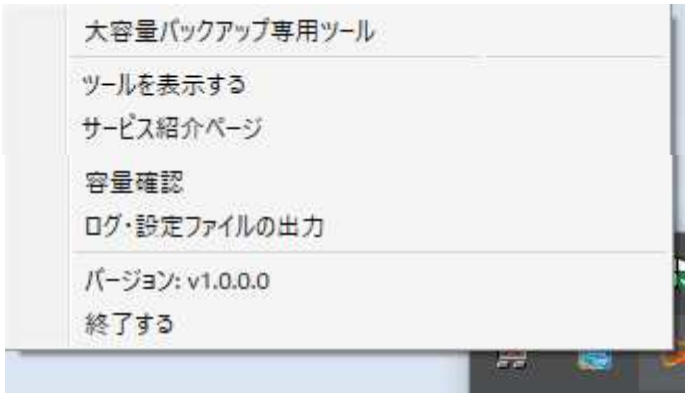 大容量バックアップ専用ツール
ツールを表示する
サービス紹介ページ
容量確認
ログ・設定ファイルの出力
バージョン: v1.0.0.0
終了する